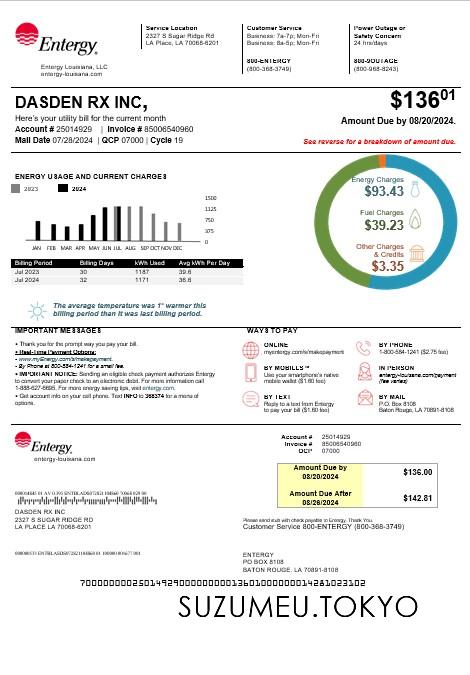 Entergy
Entergy Louisiana, LLC
entergy-louisiana.com
Service Location
2327 S Sugar Ridge Rd
LA Place, LA 70068-6201
Customer Service
Business: 7a-7p; Mon-Fri
Business: 8a-5p; Mon-Fri
800-ENTERGY
(800-368-3749)
Power Outage or
Safety Concern
24 hrs/days
800-9OUTAGE
(800-968-8243)
DASDEN RX INC,
Here's your utility bill for the current month
Account # 25014929 | Invoice # 85006540960
Mail Date 07/28/2024 | QCP 07000 | Cycle 19
$136.01
Amount Due by 08/20/2024.
See reverse for a breakdown of amount due.
ENERGY USAGE AND CURRENT CHARGES
2023 2024
1500
1125
750
375
0
JAN FEB MAR APR MAY JUN JUL AUG SEP OCT NOV DEC
Billing Period Billing Days kWh Used Avg kWh Per Day
Jul 2023 30 1187 39.6
Jul 2024 32 1171 36.6
The average temperature was 1° warmer this
billing period than it was last billing period.
Energy Charges
$93.43
Fuel Charges
$39.23
Other Charges
& Credits
$3.35
IMPORTANT MESSAGES
• Thank you for the prompt way you pay your bill.
• Real-Time Payment Options:
- www.myEntergy.com/makepayment.
- By Phone at 800-584-1241 for a small fee.
• IMPORTANT NOTICE: Sending an eligible check payment authorizes Entergy
to convert your paper check to an electronic debit. For more information call
1-888-627-8695. For more energy saving tips, visit entergy.com.
• Get account info on your cell phone. Text INFO to 368374 for a menu of
options.
WAYS TO PAY
ONLINE
myentergy.com/s/makepayment
BY MOBILE
Use your smartphone's native
mobile wallet ($1.60 fee)
BY TEXT
Reply to a text from Entergy
to pay your bill ($1.60 fee)
BY PHONE
1-800-584-1241 ($2.75 fee)
IN PERSON
entergy-louisiana.com/payment
(fee varies)
BY MAIL
P.O. Box 8108
Baton Rouge, LA 70891-8108
Entergy
entergy-louisiana.com
Account # 25014929
Invoice # 85006540960
QCP 07000
Amount Due by
08/20/2024 $136.00
Amount Due After
08/26/2024 $142.81
DASDEN RX INC
2327 S SUGAR RIDGE RD
LA PLACE LA 70068-6201
Please send stub with check payable to Entergy. Thank You.
Customer Service 800-ENTERGY (800-368-3749)
ENTERGY
PO BOX 8108
BATON ROUGE, LA 70891-8108
SUZUMEU.TOKYO